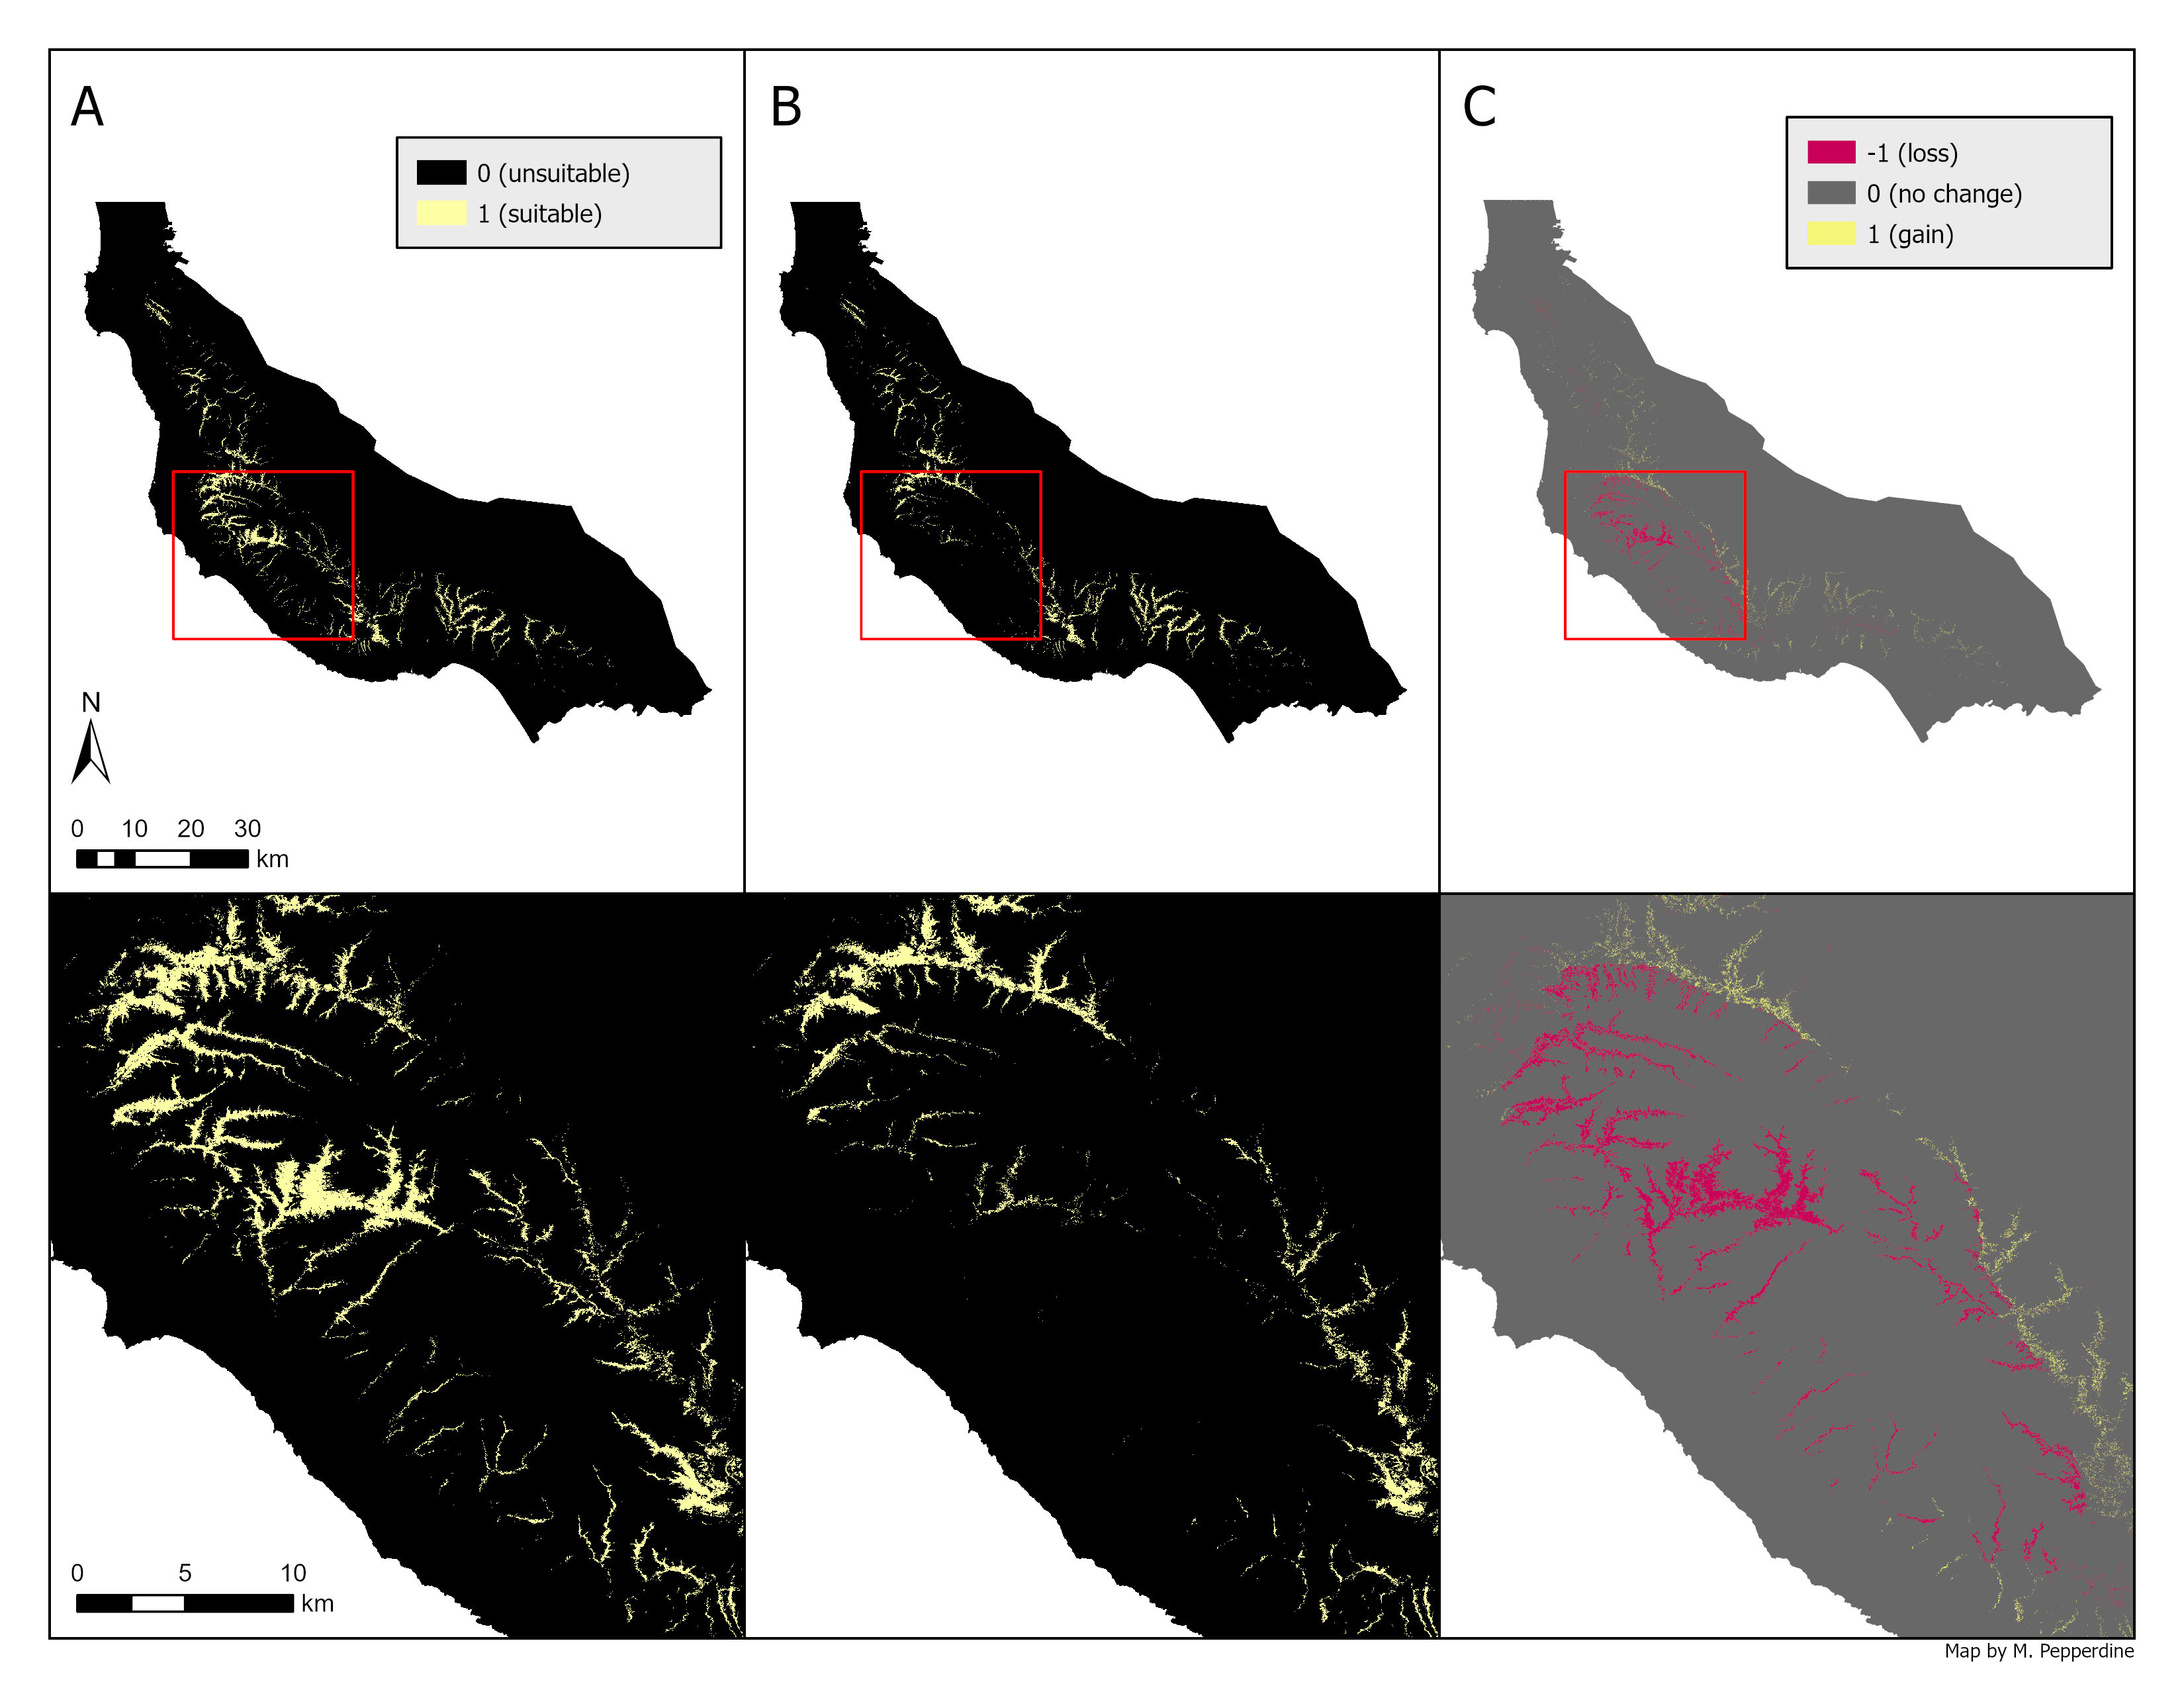 A
0 (unsuitable)
1 (suitable)
B
C
-1 (loss)
0 (no change)
1 (gain)
N
0 10 20 30
km
0 5 10
km
Map by M. Pepperdine